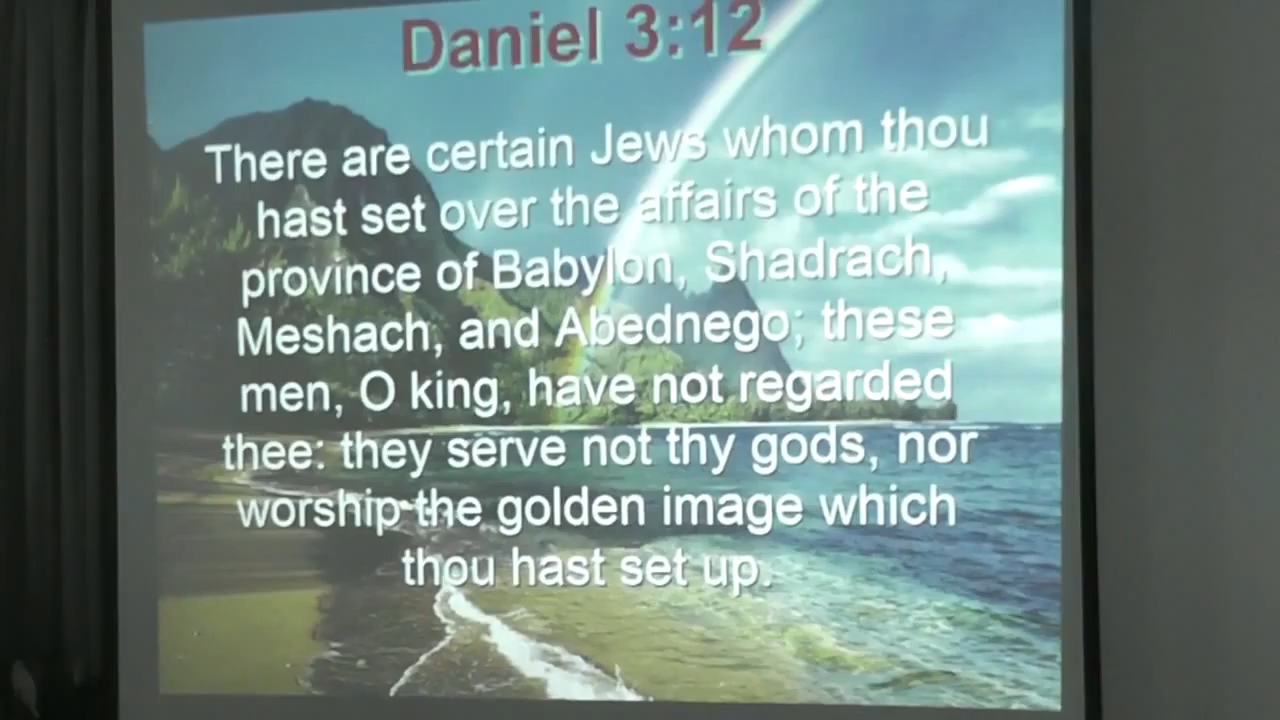 Daniel 3:12
There are certain Jews whom thou
hast set over the affairs of the
province of Babylon, Shadrach,
Meshach, and Abednego; these
men, O king, have not regarded
thee: they serve not thy gods, nor
worship the golden image which
thou hast set up.